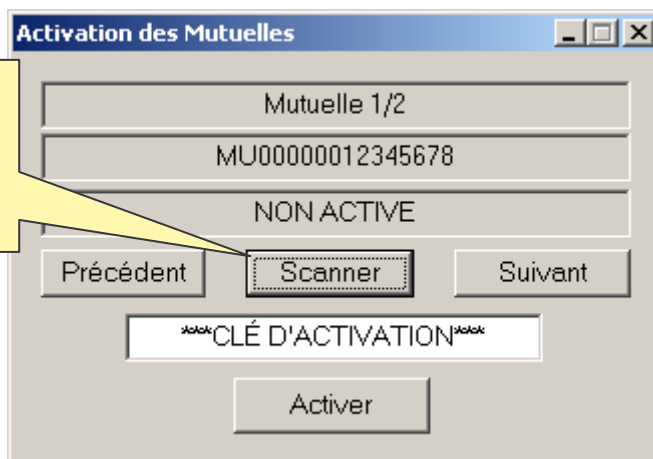 Activation des Mutuelles
Mutuelle 1/2
MU00000012345678
NON ACTIVE
Précédent Scanner Suivant
****CLÉ D'ACTIVATION****
Activer